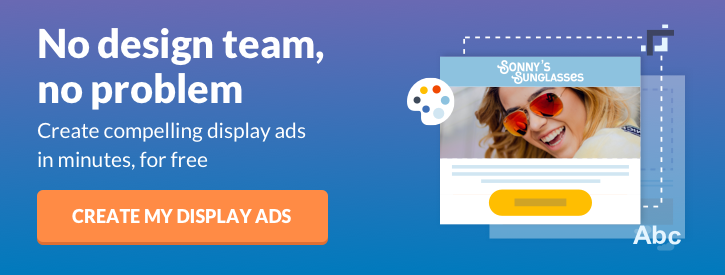 No design team,
no problem
Create compelling display ads
in minutes, for free
CREATE MY DISPLAY ADS
SONNY'S
SUNGLASSES
Abc